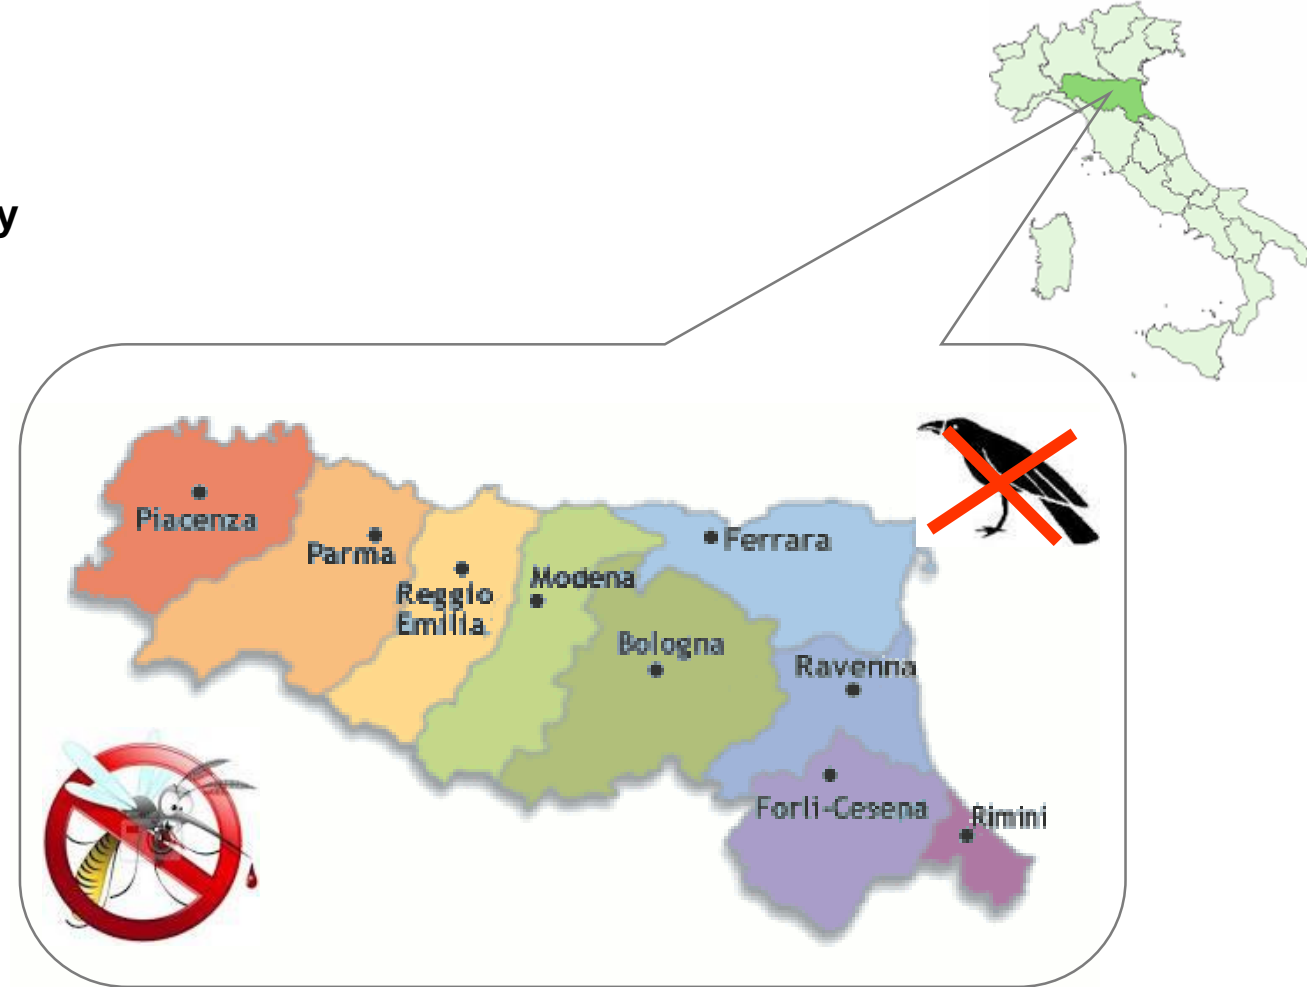 y
Piacenza
Parma
Reggio
Emilia
Modena
Bologna
Ferrara
Ravenna
Forlì-Cesena
Rimini